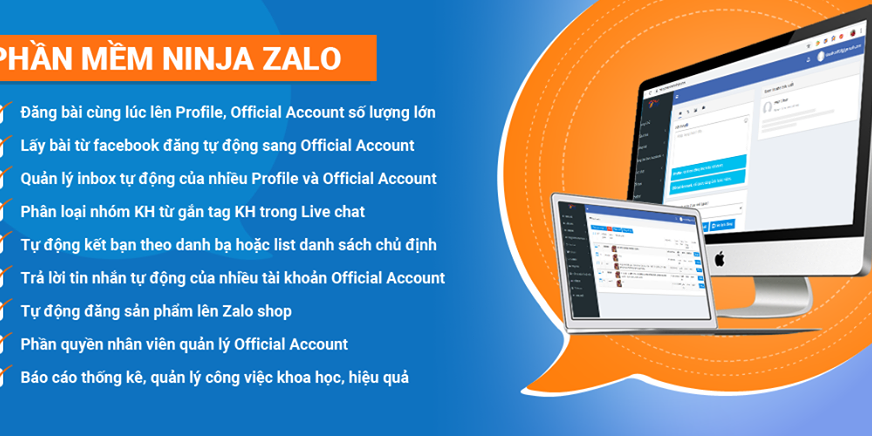 PHẦN MỀM NINJA ZALO
Đăng bài cùng lúc lên Profile, Official Account số lượng lớn
Lấy bài từ facebook đăng tự động sang Official Account
Quản lý inbox tự động của nhiều Profile và Official Account
Phân loại nhóm KH từ gắn tag KH trong Live chat
Tự động kết bạn theo danh bạ hoặc list danh sách chủ định
Trả lời tin nhắn tự động của nhiều tài khoản Official Account
Tự động đăng sản phẩm lên Zalo shop
Phần quyền nhân viên quản lý Official Account
Báo cáo thống kê, quản lý công việc khoa học, hiệu quả